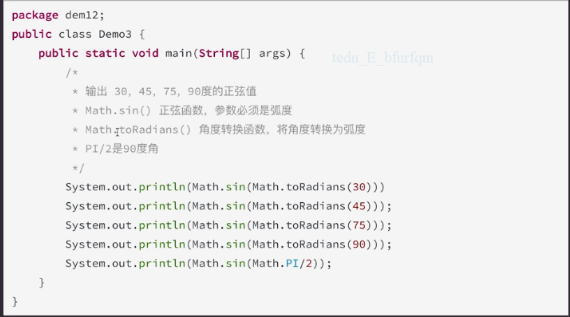 package dem12;
public class Demo3 {
public static void main(String[] args) {
tedu_E_bfurfqm
/*
* 输出 30，45，75，90度的正弦值
* Math.sin() 正弦函数，参数必须是弧度
* Math.toRadians() 角度转换函数，将角度转换为弧度
* PI/2是90度角
*/
System.out.println(Math.sin(Math.toRadians(30)))
System.out.println(Math.sin(Math.toRadians(45)));
System.out.println(Math.sin(Math.toRadians(75)));
System.out.println(Math.sin(Math.toRadians(90)));
System.out.println(Math.sin(Math.PI/2));
}
}